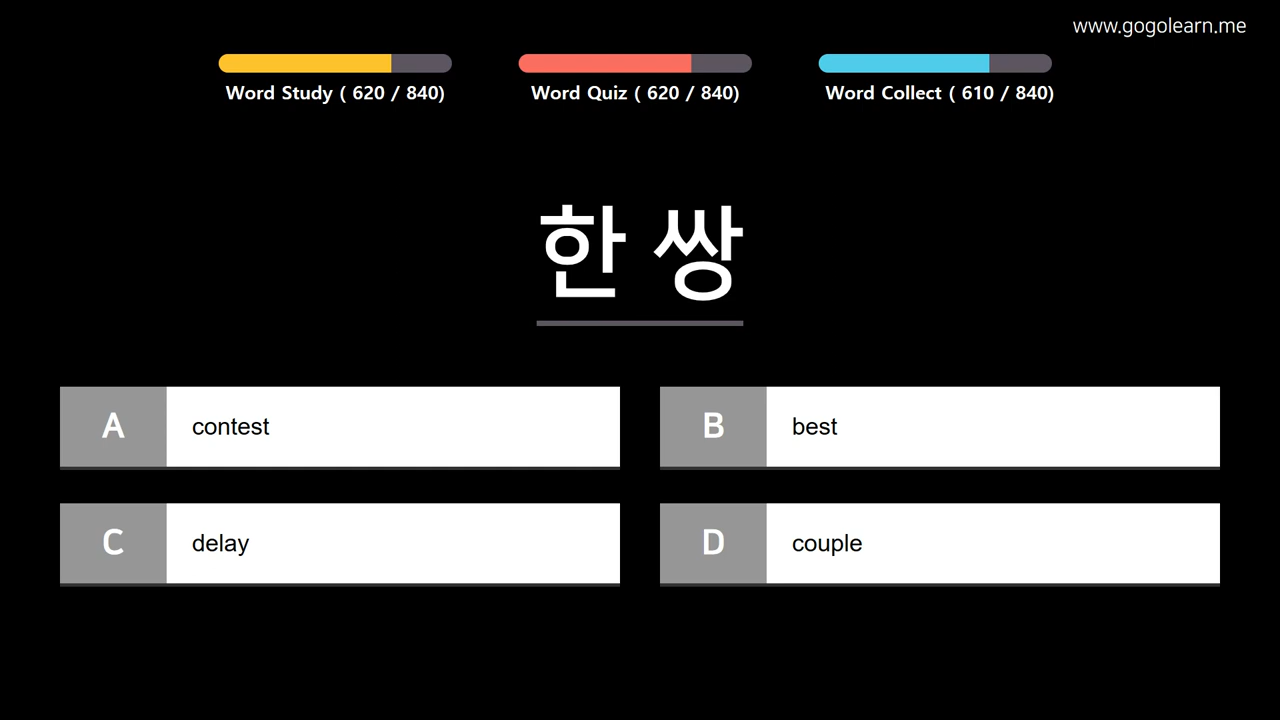 www.gogolearn.me
Word Study ( 620 / 840)
Word Quiz ( 620 / 840)
Word Collect ( 610 / 840)
한 쌍
A contest
B best
C delay
D couple